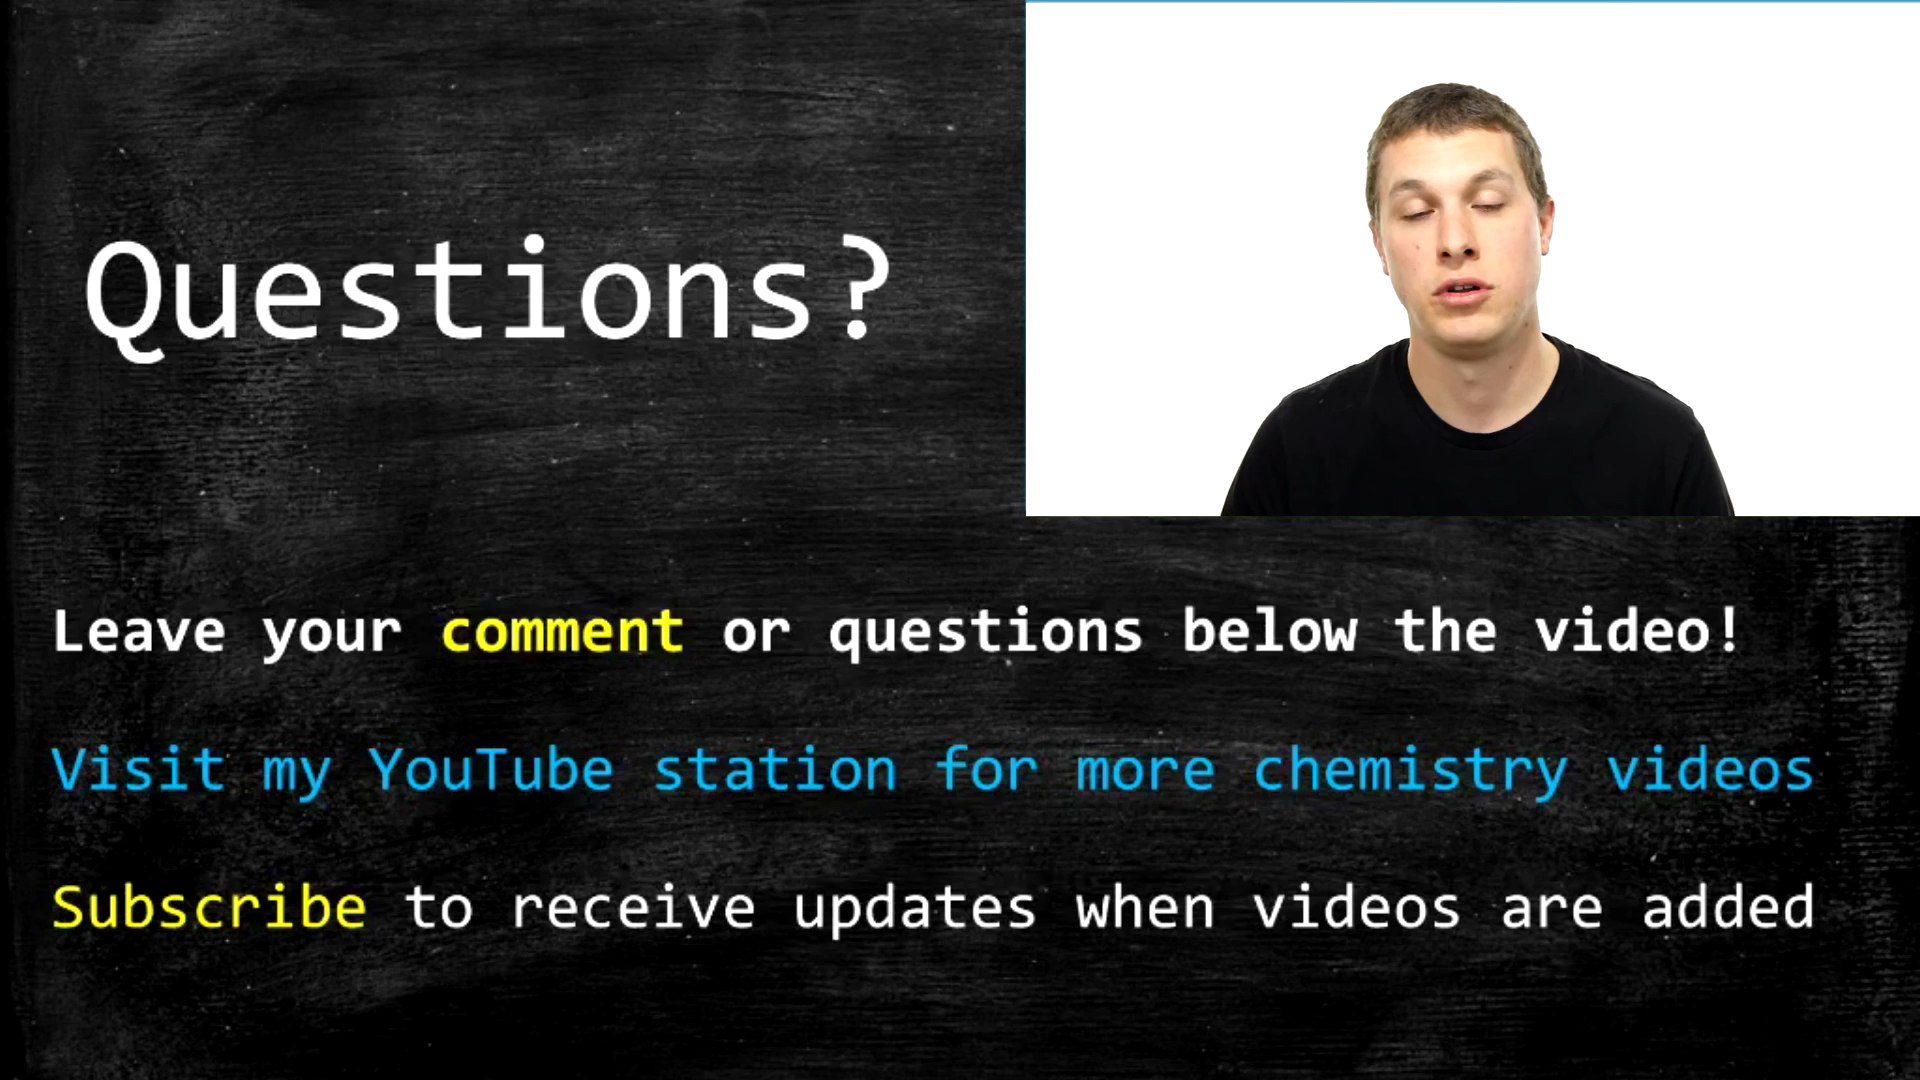 Questions?
Leave your comment or questions below the video!
Visit my YouTube station for more chemistry videos
Subscribe to receive updates when videos are added